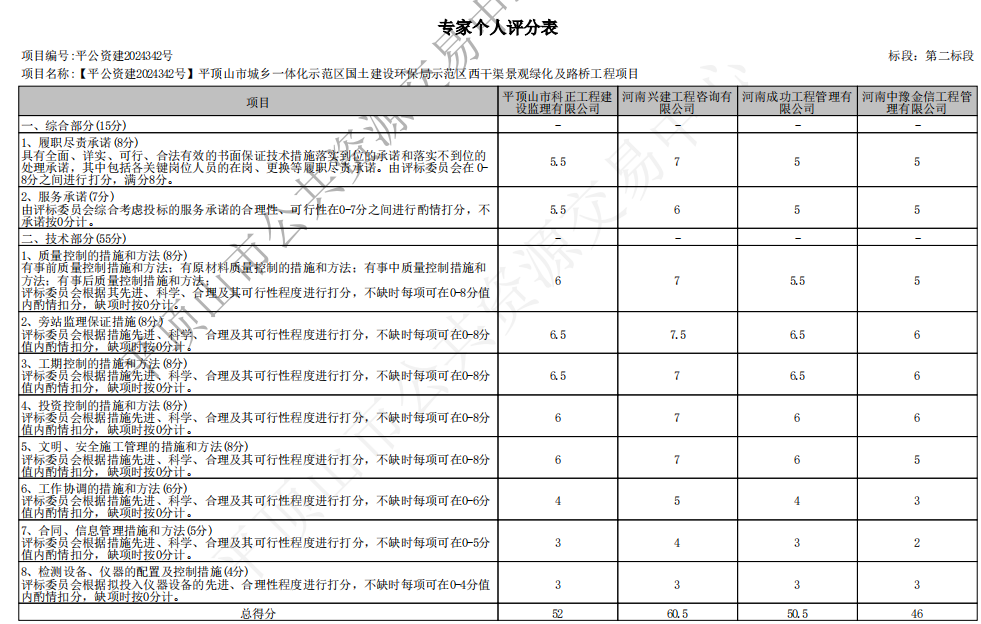 专家个人评分表
项目编号:平公资建2024342号 标段: 第二标段
项目名称:【平公资建2024342号】平顶山市城乡一体化示范区国土建设环保局示范区西干渠景观绿化及路桥工程项目
项目 平顶山市科正工程建设监理有限公司 河南兴建工程咨询有限公司 河南成功工程管理有限公司 河南中豫金信工程管理有限公司
一、综合部分(15分) - - - -
1、履职尽责承诺(8分)
具有全面、详实、可行、合法有效的书面保证技术措施落实到位的承诺和落实不到位的
处理承诺，其中包括各关键岗位人员的在岗、更换等履职尽责承诺。由评标委员会在0-
8分之间进行打分，满分8分。
5.5 7 5 5
2、服务承诺(7分)
由评标委员会综合考虑投标的服务承诺的合理性、可行性在0-7分之间进行酌情打分，不
承诺按0分计。
5.5 6 5 5
二、技术部分(55分) - - - -
1、质量控制的措施和方法(8分)
有事前质量控制措施和方法；有原材料质量控制的措施和方法；有事中质量控制措施和
方法；有事后质量控制措施和方法；
评标委员会根据其先进、科学、合理及其可行性程度进行打分，不缺时每项可在0-8分值
内酌情扣分，缺项时按0分计。
6 7 5.5 5
2、旁站监理保证措施(8分)
评标委员会根据措施先进、科学、合理及其可行性程度进行打分，不缺时每项可在0-8分
值内酌情扣分，缺项时按0分计。
6.5 7.5 6.5 6
3、工期控制的措施和方法(8分)
评标委员会根据措施先进、科学、合理及其可行性程度进行打分，不缺时每项可在0-8分
值内酌情扣分，缺项时按0分计。
6.5 7 6.5 6
4、投资控制的措施和方法(8分)
评标委员会根据措施先进、科学、合理及其可行性程度进行打分，不缺时每项可在0-8分
值内酌情扣分，缺项时按0分计。
6 7 6 6
5、文明、安全施工管理的措施和方法(8分)
评标委员会根据措施先进、科学、合理及其可行性程度进行打分，不缺时每项可在0-8分
值内酌情扣分，缺项时按0分计。
6 7 6 5
6、工作协调的措施和方法(6分)
评标委员会根据措施先进、科学、合理及其可行性程度进行打分，不缺时每项可在0-6分
值内酌情扣分，缺项时按0分计。
4 5 4 3
7、合同、信息管理措施和方法(5分)
评标委员会根据措施先进、科学、合理及其可行性程度进行打分，不缺时每项可在0-5分
值内酌情扣分，缺项时按0分计。
3 4 3 2
8、检测设备、仪器的配置及控制措施(4分)
评标委员会根据拟投入仪器设备的先进、合理性程度进行打分，不缺时每项可在0-4分值
内酌情扣分，缺项时按0分计。
3 3 3 3
总得分 52 60.5 50.5 46
平顶山市公共资源交易中
平顶山市公共资源交易中心